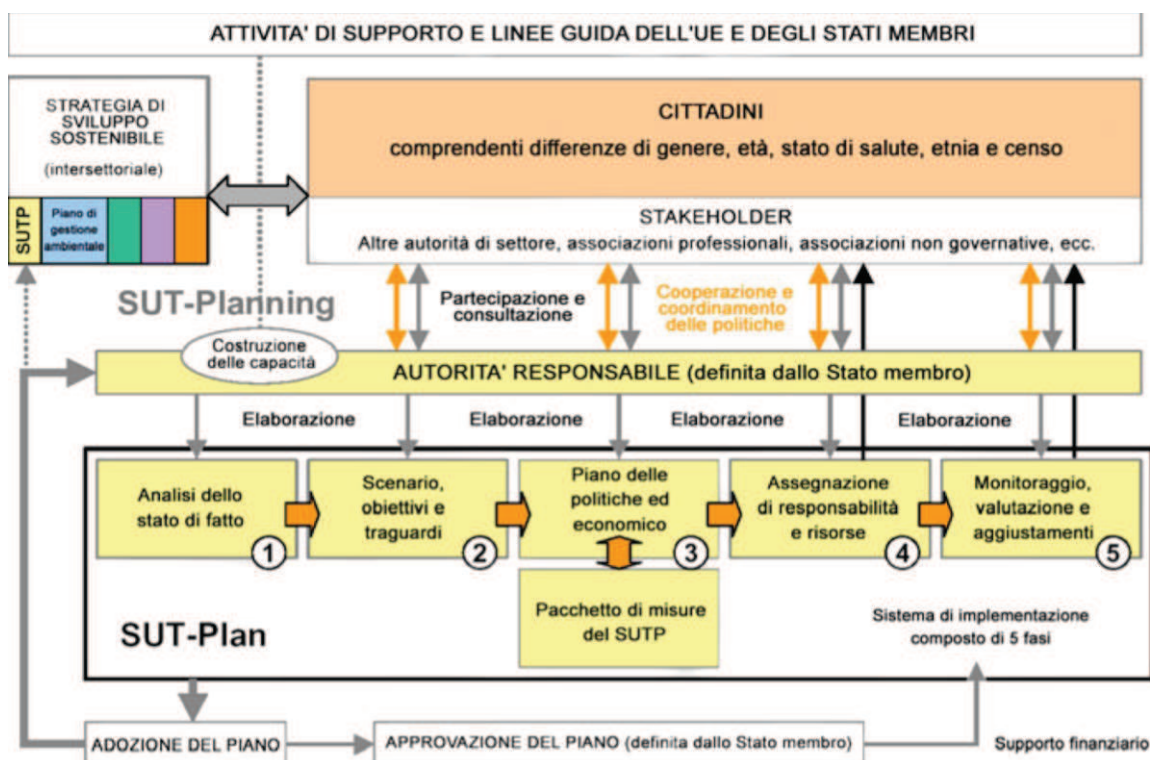 ATTIVITA' DI SUPPORTO E LINEE GUIDA DELL'UE E DEGLI STATI MEMBRI
STRATEGIA DI
SVILUPPO
SOSTENIBILE
(intersettoriale)
SUTP
Piano di
gestione
ambientale
CITTADINI
comprendenti differenze di genere, età, stato di salute, etnia e censo
STAKEHOLDER
Altre autorità di settore, associazioni professionali, associazioni non governative, ecc.
SUT-Planning
Partecipazione e
consultazione
Cooperazione e
coordinamento
delle politiche
Costruzione
delle capacità
AUTORITA' RESPONSABILE (definita dallo Stato membro)
Elaborazione
Elaborazione
Elaborazione
Elaborazione
Analisi dello
stato di fatto
1
Scenario,
obiettivi e
traguardi
2
Piano delle
politiche ed
economico
3
Assegnazione
di responsabilità
e risorse
4
Monitoraggio,
valutazione e
aggiustamenti
5
Pacchetto di misure
del SUTP
SUT-Plan
Sistema di implementazione
composto di 5 fasi
ADOZIONE DEL PIANO
APPROVAZIONE DEL PIANO (definita dallo Stato membro)
Supporto finanziario